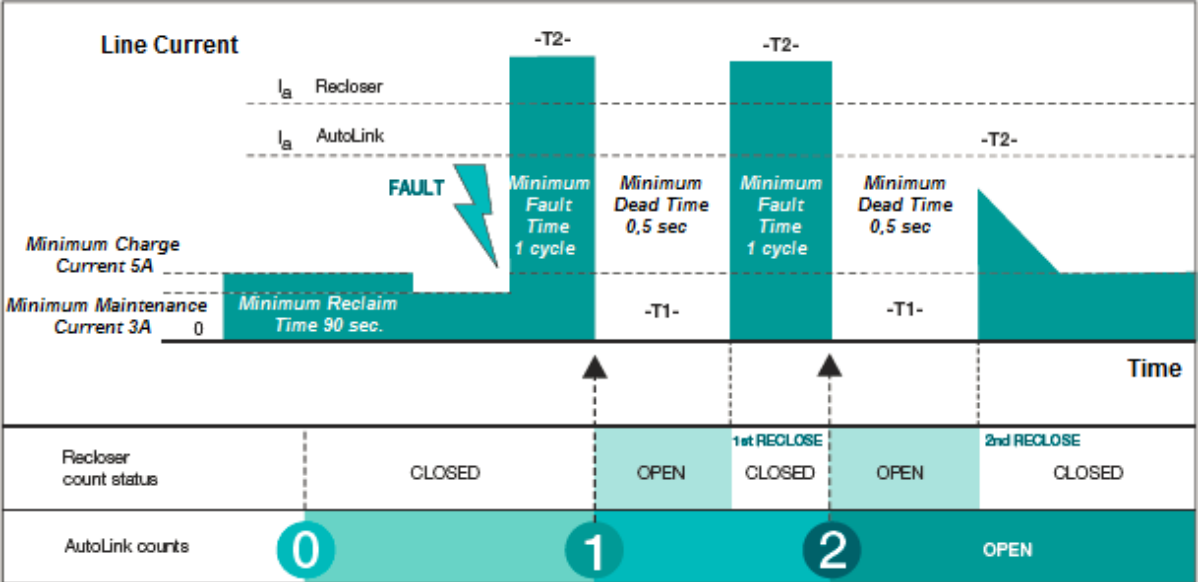 Line Current
-T2-
-T2-
Ia Recloser
Ia AutoLink
-T2-
FAULT
Minimum
Fault
Time
1 cycle
Minimum
Dead Time
0,5 sec
Minimum
Fault
Time
1 cycle
Minimum
Dead Time
0,5 sec
Minimum Charge
Current 5A
Minimum Maintenance
Current 3A
0
Minimum Reclaim
Time 90 sec.
-T1-
-T1-
Time
Recloser
count status
CLOSED
OPEN
1st RECLOSE
CLOSED
OPEN
2nd RECLOSE
CLOSED
AutoLink counts
0
1
2
OPEN